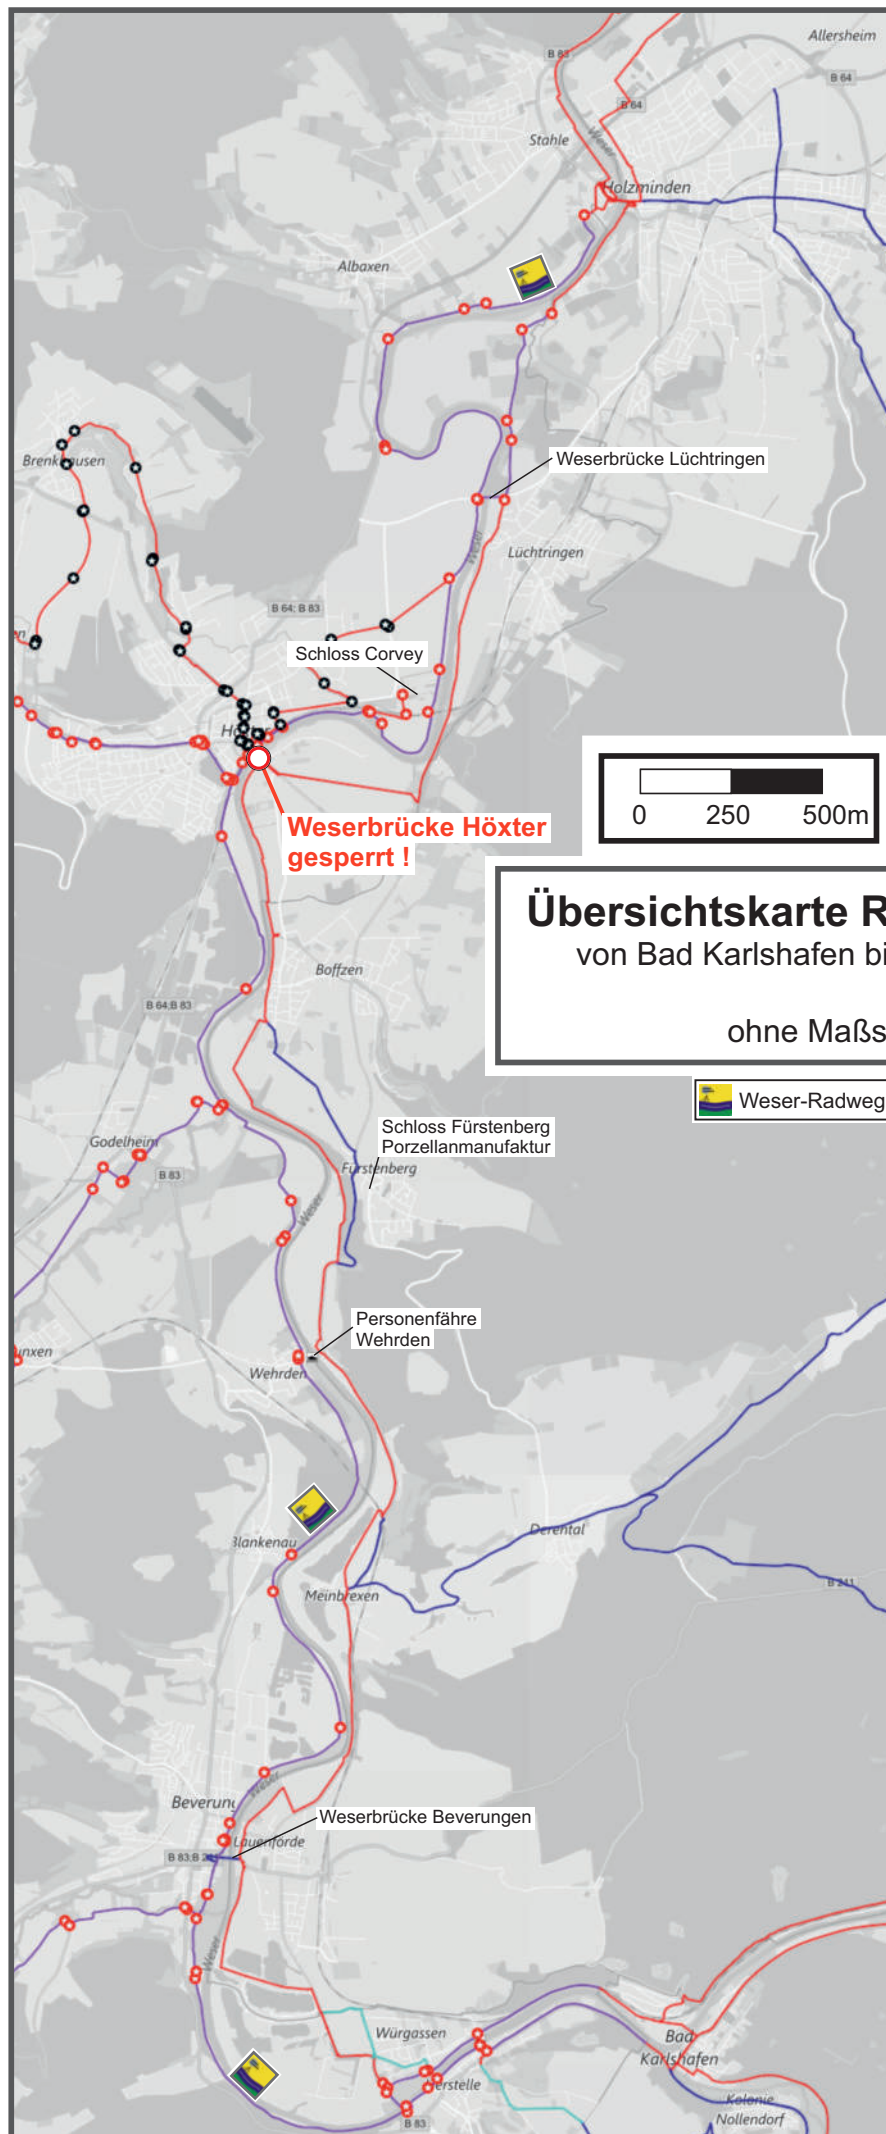 Allersheim
B 83
B 64
B 64
Stahle
Weser
Holzminden
Albaxen
Weserbrücke Lüchtringen
Brenkhausen
Weser
Lüchtringen
B 64; B 83
Schloss Corvey
0 250 500m
Weserbrücke Höxter
gesperrt !
Übersichtskarte R
von Bad Karlshafen bi
ohne Maßs
Boffzen
B 64;B 83
Weser-Radweg
Schloss Fürstenberg
Porzellanmanufaktur
Godelheim
Fürstenberg
B 83
Weser
Personenfähre
Wehrden
unxen
Wehrden
Derental
Blankenau
B 241
Meinbrexen
Weser
Beverung
Weserbrücke Beverungen
Lauenförde
B 83;B 241
Weser
Würgassen
Bad
Karlshafen
erstelle
Kolonie
Nollendorf
B 83